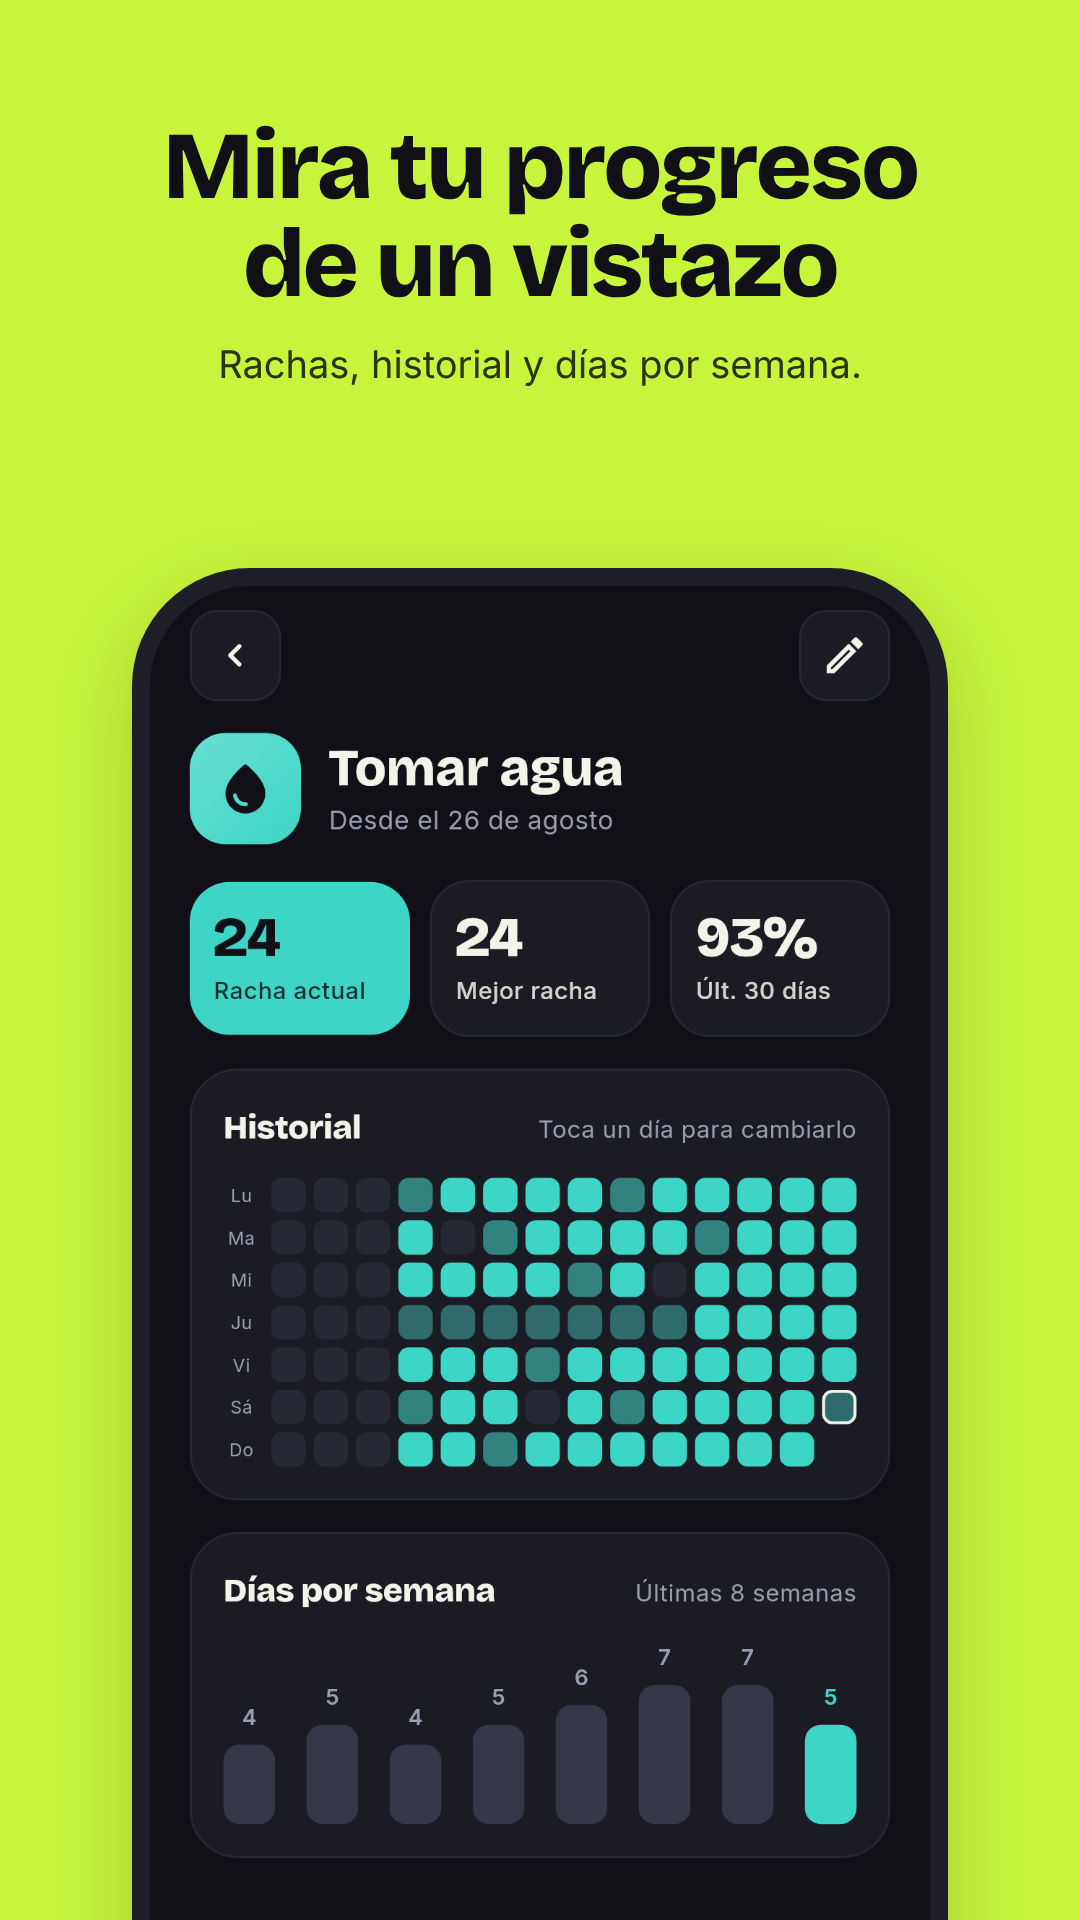 Mira tu progreso
de un vistazo
Rachas, historial y días por semana.
Tomar agua
Desde el 26 de agosto
24
Racha actual
24
Mejor racha
93%
Últ. 30 días
Historial
Toca un día para cambiarlo
Lu
Ma
Mi
Ju
Vi
Sá
Do
Días por semana
Últimas 8 semanas
4
5
4
5
6
7
7
5